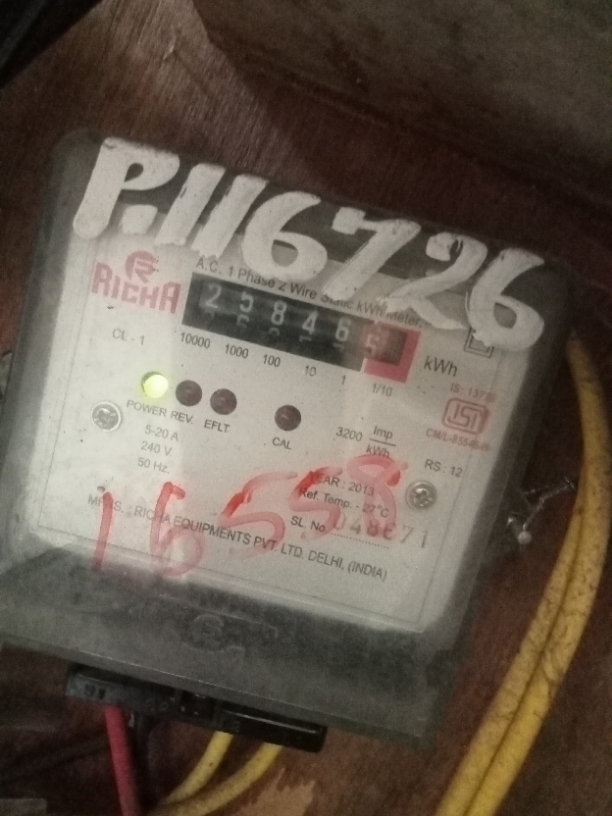 P.116726
RICHA
A.C. 1 Phase 2 Wire Static kWh meter
2 5 8 4 6
kWh
CL - 1
10000 1000 100 10 1 1/10
POWER REV. EFLT. CAL
3200 Imp/kWh
5-20 A
240 V
50 Hz.
ISI
RS : 12
YEAR : 2013
Ref. Temp. - 27°C
SL. No.
16558
MFRS.: RICHA EQUIPMENTS PVT. LTD. DELHI, (INDIA)